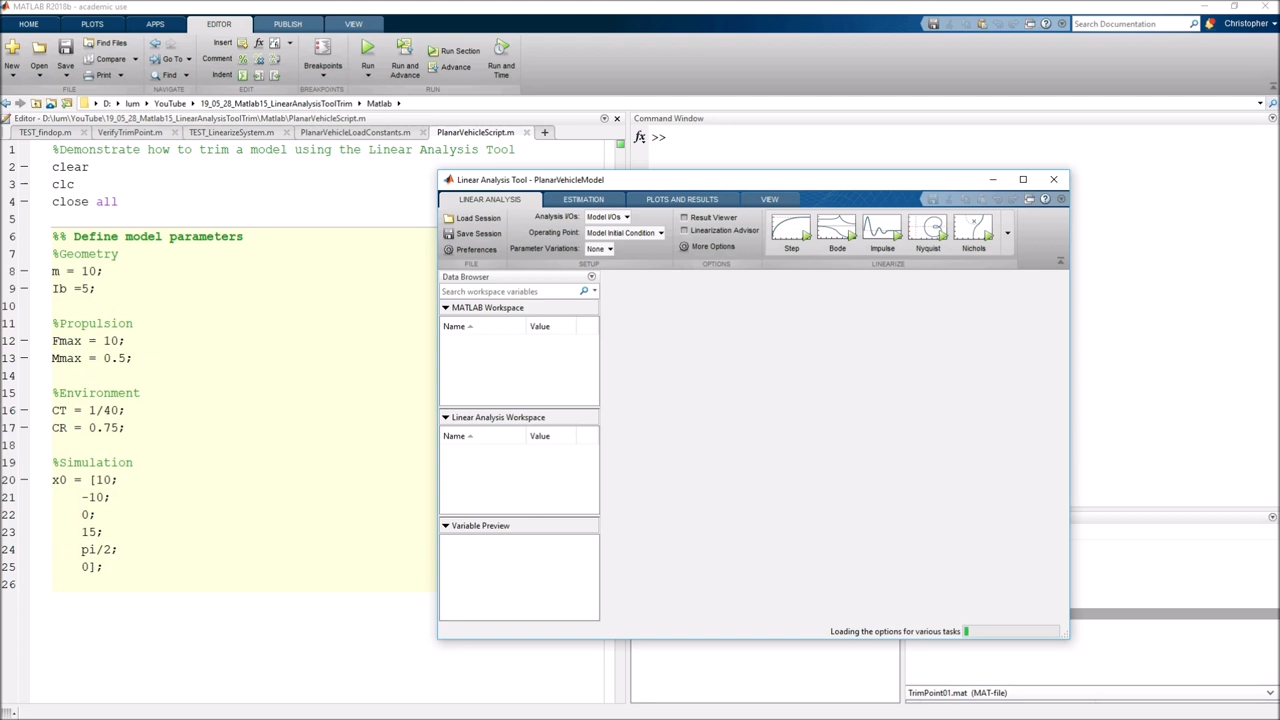 MATLAB R2018b - academic use
HOME PLOTS APPS EDITOR PUBLISH VIEW
Search Documentation
Christopher
New Open Save
Find Files
Compare
Print
Go To
Find
Insert
Comment
Indent
fx
Breakpoints
Run
Run and Advance
Run Section
Advance
Run and Time
FILE NAVIGATE EDIT BREAKPOINTS RUN
D: Ium YouTube 19_05_28_Matlab15_LinearAnalysisToolTrim Matlab
Editor - D:\Ium\YouTube\19_05_28_Matlab15_LinearAnalysisToolTrim\Matlab\PlanarVehicleScript.m
Command Window
TEST_findop.m VerifyTrimPoint.m TEST_LinearizeSystem.m PlanarVehicleLoadConstants.m PlanarVehicleScript.m
fx >>
1 %Demonstrate how to trim a model using the Linear Analysis Tool
2 clear
3 clc
4 close all
5
6 %% Define model parameters
7 %Geometry
8 m = 10;
9 Ib =5;
10
11 %Propulsion
12 Fmax = 10;
13 Mmax = 0.5;
14
15 %Environment
16 CT = 1/40;
17 CR = 0.75;
18
19 %Simulation
20 x0 = [10;
21 -10;
22 0;
23 15;
24 pi/2;
25 0];
26
Linear Analysis Tool - PlanarVehicleModel
LINEAR ANALYSIS ESTIMATION PLOTS AND RESULTS VIEW
Load Session
Save Session
Preferences
Analysis I/Os: Model I/Os
Operating Point: Model Initial Condition
Parameter Variations: None
Result Viewer
Linearization Advisor
More Options
Step Bode Impulse Nyquist Nichols
FILE SETUP OPTIONS LINEARIZE
Data Browser
Search workspace variables
MATLAB Workspace
Name Value
Linear Analysis Workspace
Name Value
Variable Preview
Loading the options for various tasks
TrimPoint01.mat (MAT-file)